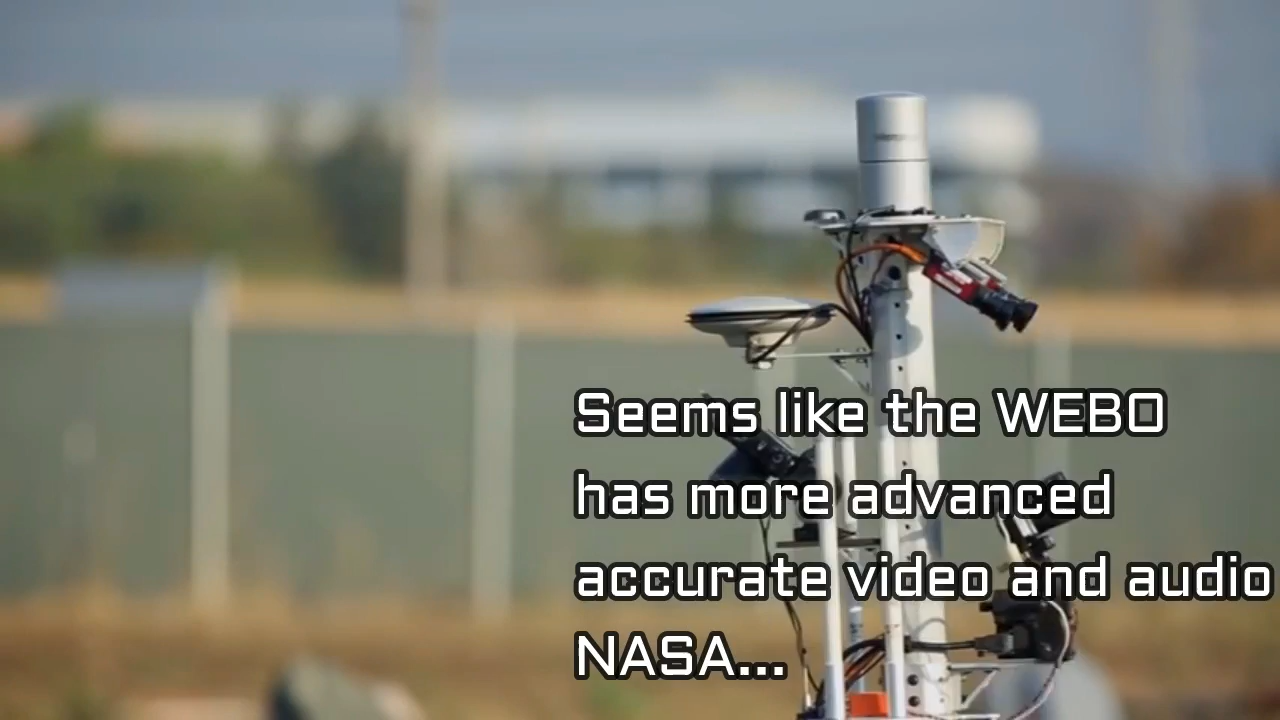 Seems like the WEBO
has more advanced
accurate video and audio
NASA...